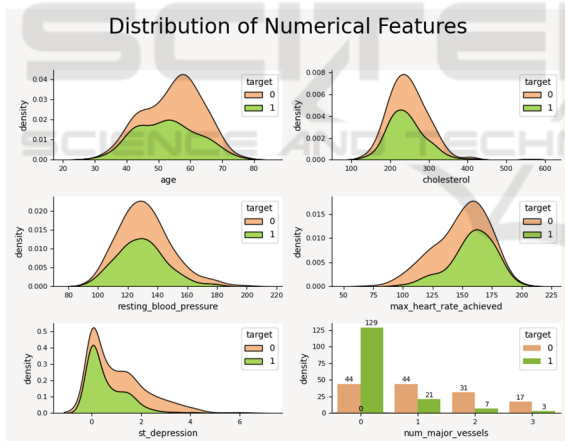 Distribution of Numerical Features
SCITE
SCIENCE AND TECHN
target
0
1
density
0.04
0.03
0.02
0.01
0.00
20 30 40 50 60 70 80
age
target
0
1
density
0.008
0.006
0.004
0.002
0.000
100 200 300 400 500 600
cholesterol
target
0
1
density
0.020
0.015
0.010
0.005
0.000
80 100 120 140 160 180 200 220
resting_blood_pressure
target
0
1
density
0.015
0.010
0.005
0.000
50 75 100 125 150 175 200 225
max_heart_rate_achieved
target
0
1
density
0.5
0.4
0.3
0.2
0.1
0.0
0 2 4 6
st_depression
target
0
1
density
125
100
75
50
25
0
129
44 44 31 17
21 7 3
0
0 1 2 3
num_major_vessels